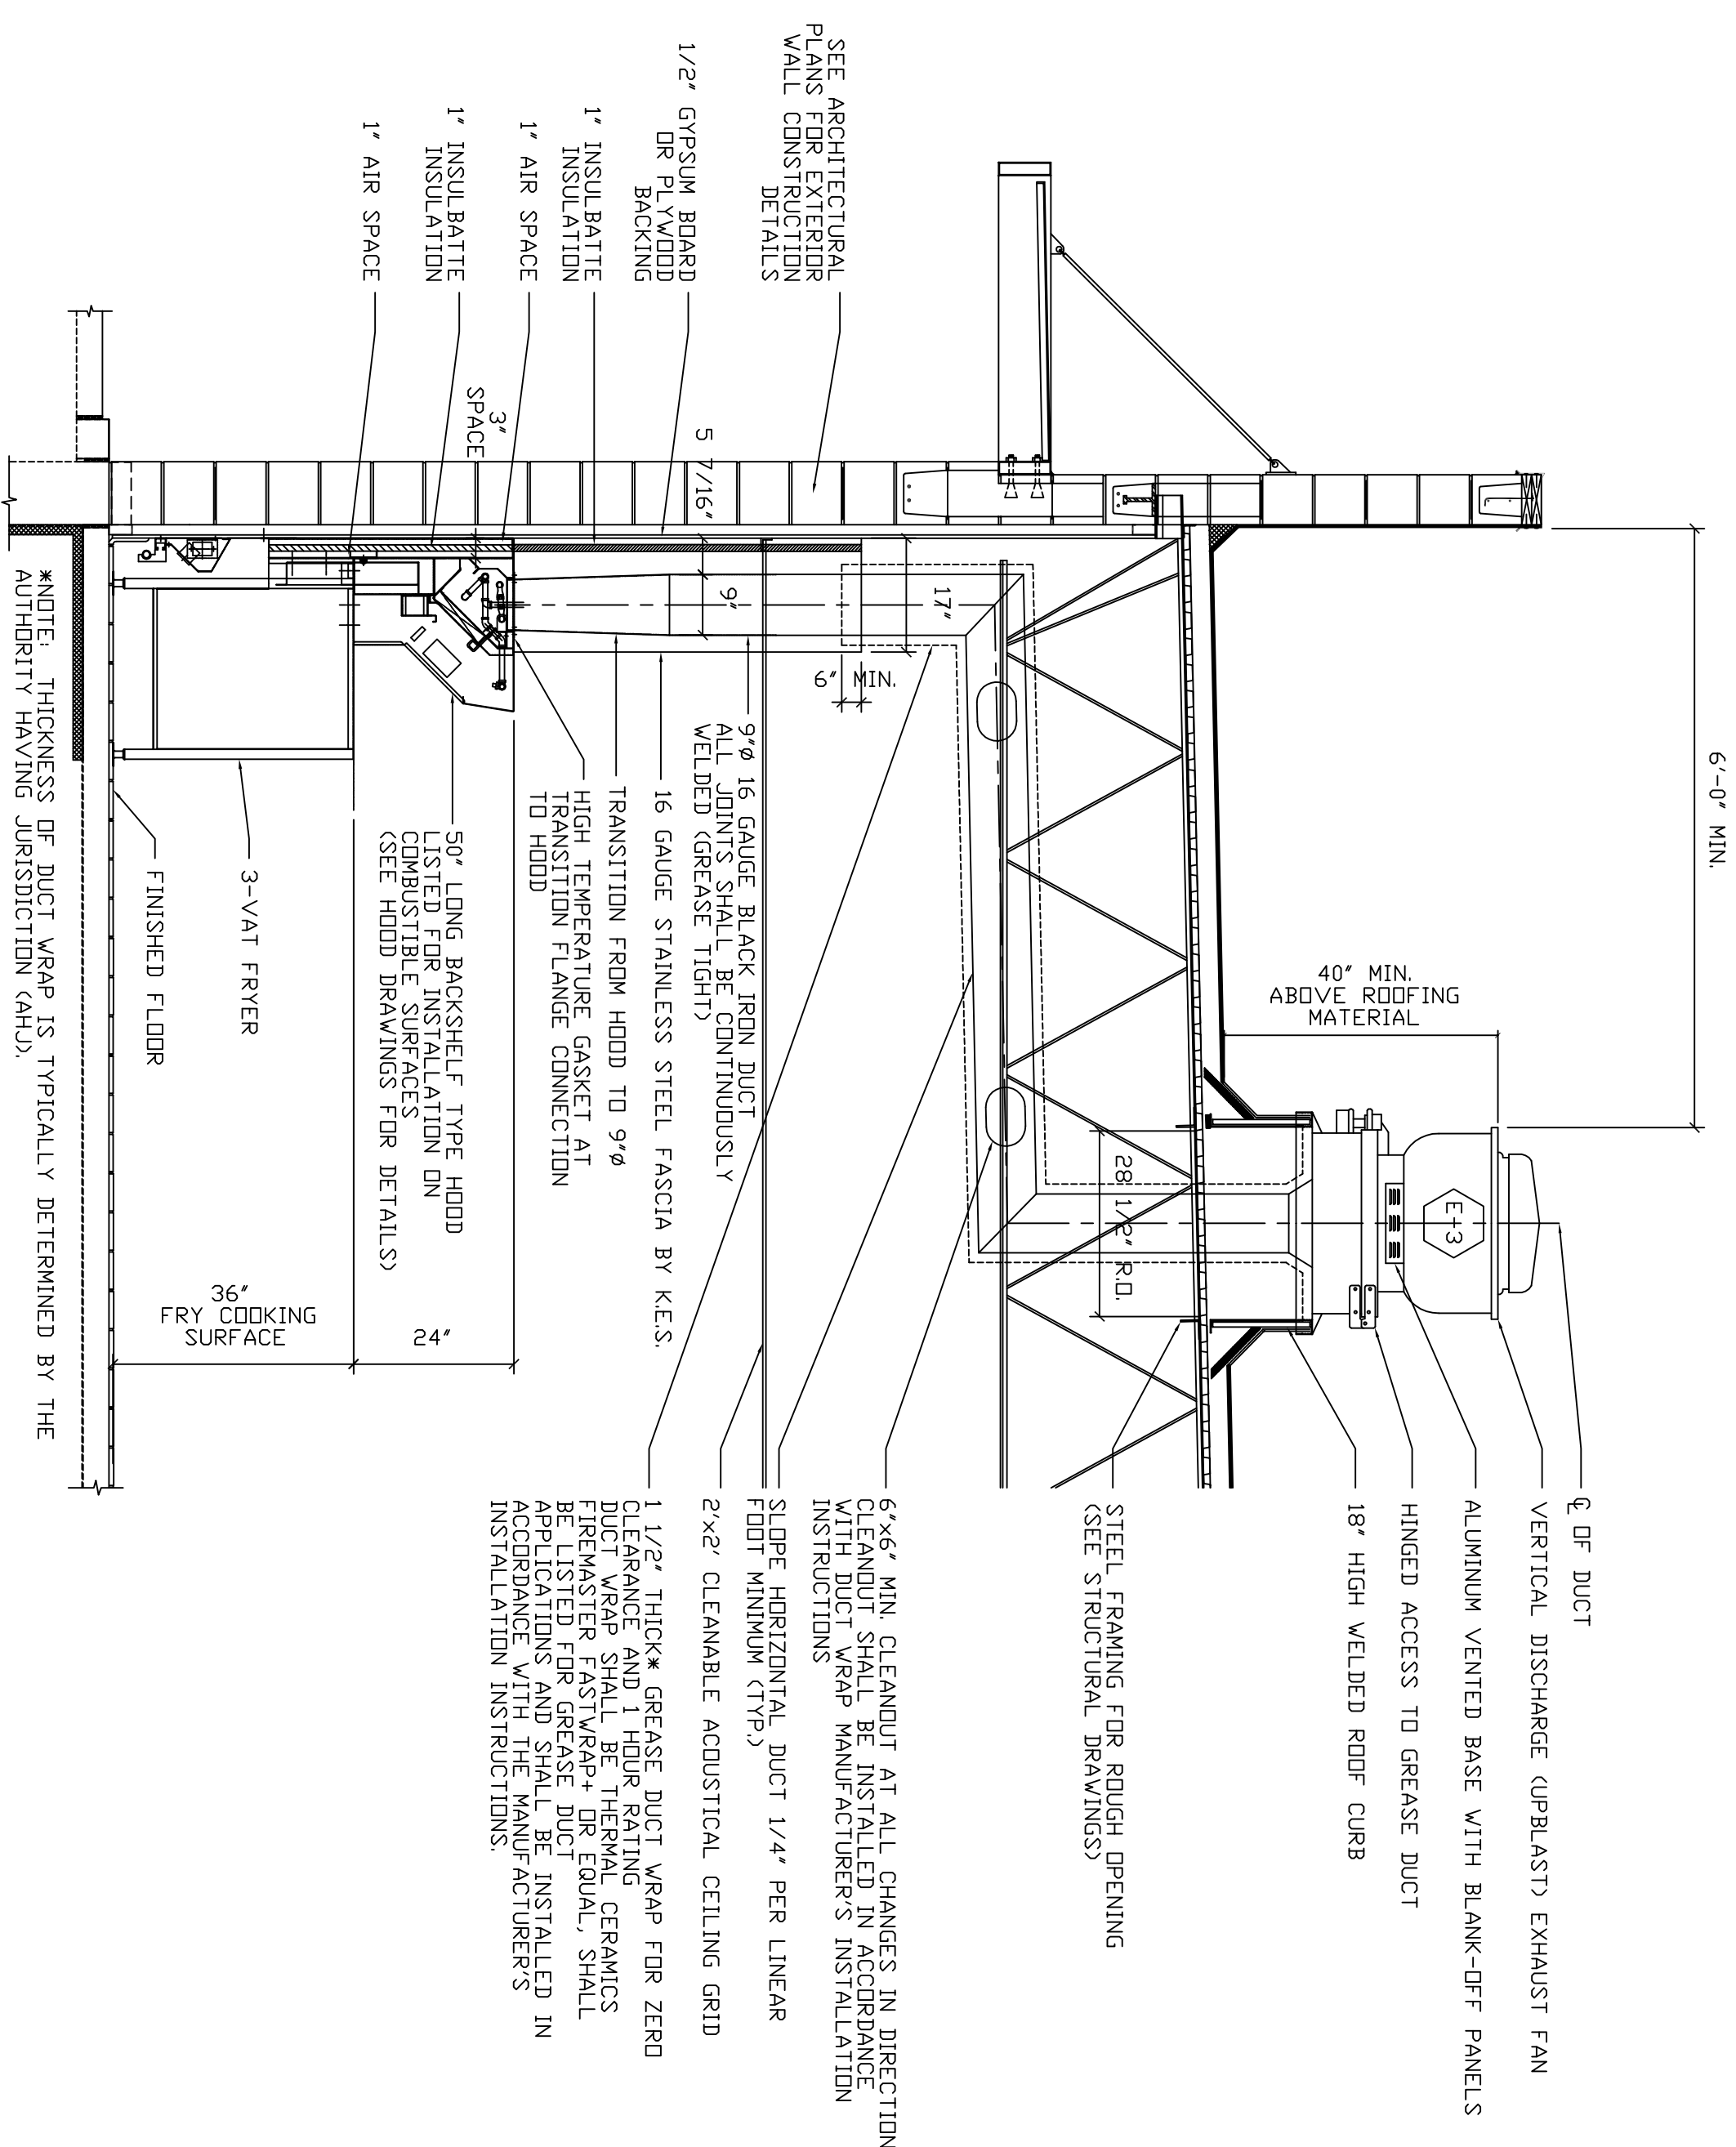 SEE ARCHITECTURAL
PLANS FOR EXTERIOR
WALL CONSTRUCTION
DETAILS
1/2" GYPSUM BOARD
OR PLYWOOD
BACKING
1" INSULBATTE
INSULATION
1" AIR SPACE
1" INSULBATTE
INSULATION
1" AIR SPACE
3"
SPACE
5 7/16"
9"
17"
6" MIN.
6'-0" MIN.
40" MIN.
ABOVE ROOFING
MATERIAL
E+3
28 1/2" R.O.
9"ø 16 GAUGE BLACK IRON DUCT
ALL JOINTS SHALL BE CONTINUOUSLY
WELDED (GREASE TIGHT)
16 GAUGE STAINLESS STEEL FASCIA BY K.E.S.
TRANSITION FROM HOOD TO 9"ø
HIGH TEMPERATURE GASKET AT
TRANSITION FLANGE CONNECTION
TO HOOD
50" LONG BACKSHELF TYPE HOOD
LISTED FOR INSTALLATION ON
COMBUSTIBLE SURFACES
(SEE HOOD DRAWINGS FOR DETAILS)
3-VAT FRYER
FINISHED FLOOR
24"
36"
FRY COOKING
SURFACE
℄ OF DUCT
VERTICAL DISCHARGE (UPBLAST) EXHAUST FAN
ALUMINUM VENTED BASE WITH BLANK-OFF PANELS
HINGED ACCESS TO GREASE DUCT
18" HIGH WELDED ROOF CURB
STEEL FRAMING FOR ROUGH OPENING
(SEE STRUCTURAL DRAWINGS)
6"x6" MIN. CLEANOUT AT ALL CHANGES IN DIRECTION
CLEANOUT SHALL BE INSTALLED IN ACCORDANCE
WITH DUCT WRAP MANUFACTURER'S INSTALLATION
INSTRUCTIONS
SLOPE HORIZONTAL DUCT 1/4" PER LINEAR
FOOT MINIMUM (TYP.)
2'x2' CLEANABLE ACOUSTICAL CEILING GRID
1 1/2" THICK* GREASE DUCT WRAP FOR ZERO
CLEARANCE AND 1 HOUR RATING
DUCT WRAP SHALL BE THERMAL CERAMICS
FIREMASTER FASTWRAP+ OR EQUAL, SHALL
BE LISTED FOR GREASE DUCT
APPLICATIONS AND SHALL BE INSTALLED IN
ACCORDANCE WITH THE MANUFACTURER'S
INSTALLATION INSTRUCTIONS.
*NOTE: THICKNESS OF DUCT WRAP IS TYPICALLY DETERMINED BY THE
AUTHORITY HAVING JURISDICTION (AHJ).